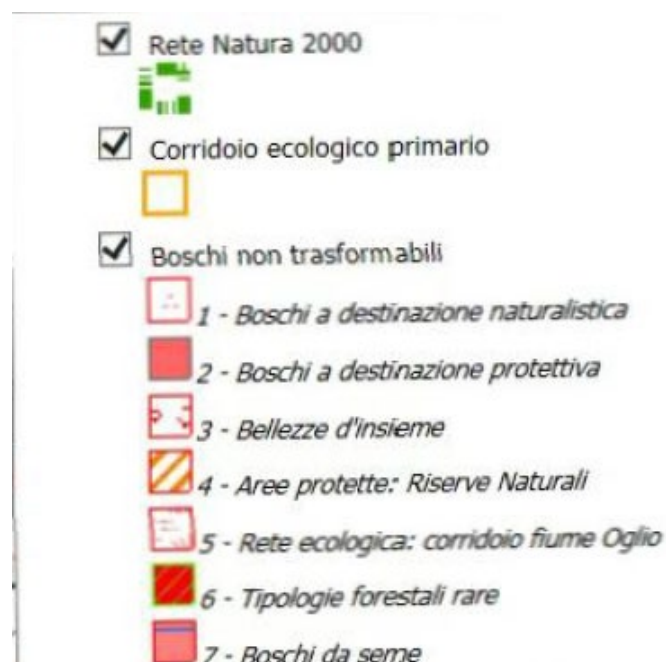 Rete Natura 2000
Corridoio ecologico primario
Boschi non trasformabili
1 - Boschi a destinazione naturalistica
2 - Boschi a destinazione protettiva
3 - Bellezze d'insieme
4 - Aree protette: Riserve Naturali
5 - Rete ecologica: corridoio fiume Oglio
6 - Tipologie forestali rare
7 - Boschi da seme